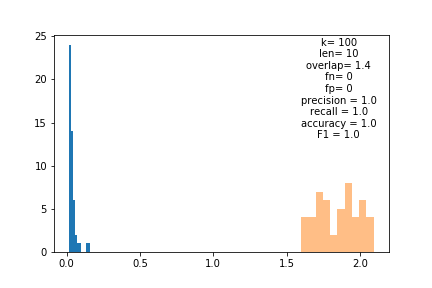 25
20
15
10
5
0
0.0 0.5 1.0 1.5 2.0
k= 100
len= 10
overlap= 1.4
fn= 0
fp= 0
precision = 1.0
recall = 1.0
accuracy = 1.0
F1 = 1.0